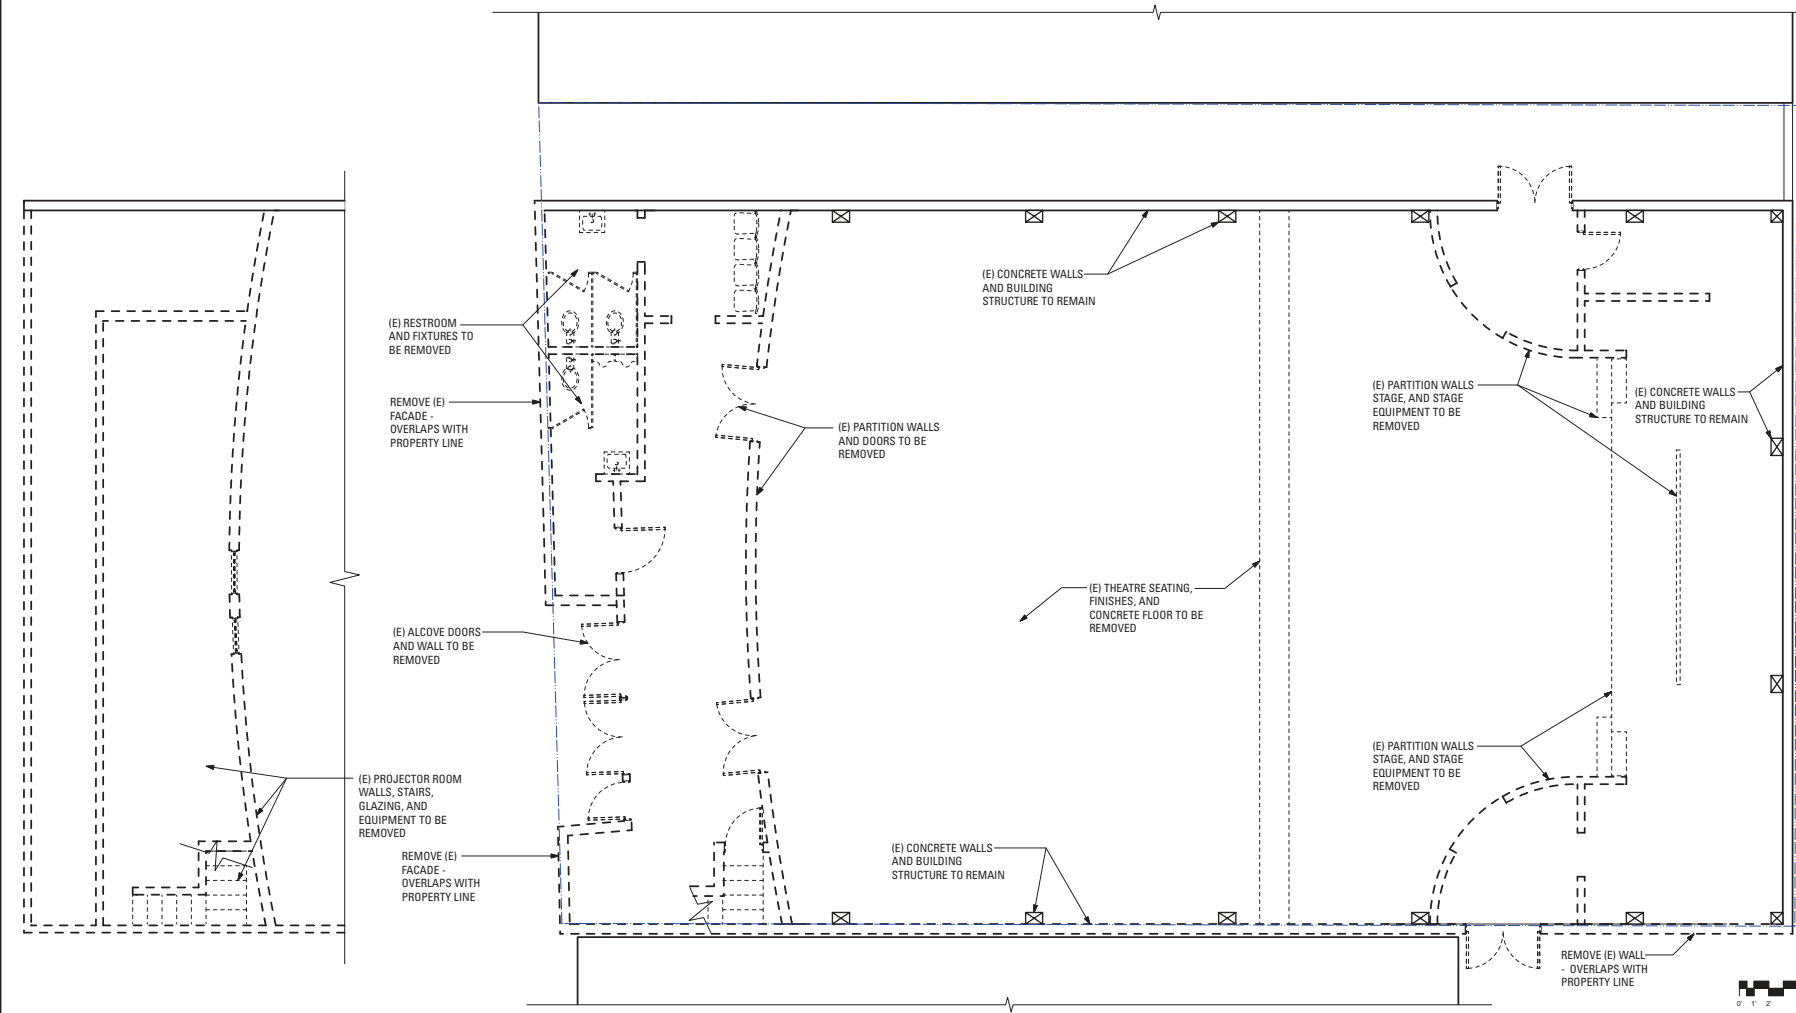 (E) CONCRETE WALLS
AND BUILDING
STRUCTURE TO REMAIN
(E) RESTROOM
AND FIXTURES TO
BE REMOVED
REMOVE (E)
FACADE -
OVERLAPS WITH
PROPERTY LINE
(E) PARTITION WALLS
AND DOORS TO BE
REMOVED
(E) PARTITION WALLS
STAGE, AND STAGE
EQUIPMENT TO BE
REMOVED
(E) CONCRETE WALLS
AND BUILDING
STRUCTURE TO REMAIN
(E) THEATRE SEATING,
FINISHES, AND
CONCRETE FLOOR TO BE
REMOVED
(E) ALCOVE DOORS
AND WALL TO BE
REMOVED
(E) PARTITION WALLS
STAGE, AND STAGE
EQUIPMENT TO BE
REMOVED
(E) PROJECTOR ROOM
WALLS, STAIRS,
GLAZING, AND
EQUIPMENT TO BE
REMOVED
REMOVE (E)
FACADE -
OVERLAPS WITH
PROPERTY LINE
(E) CONCRETE WALLS
AND BUILDING
STRUCTURE TO REMAIN
REMOVE (E) WALL
- OVERLAPS WITH
PROPERTY LINE
0' 1' 2'